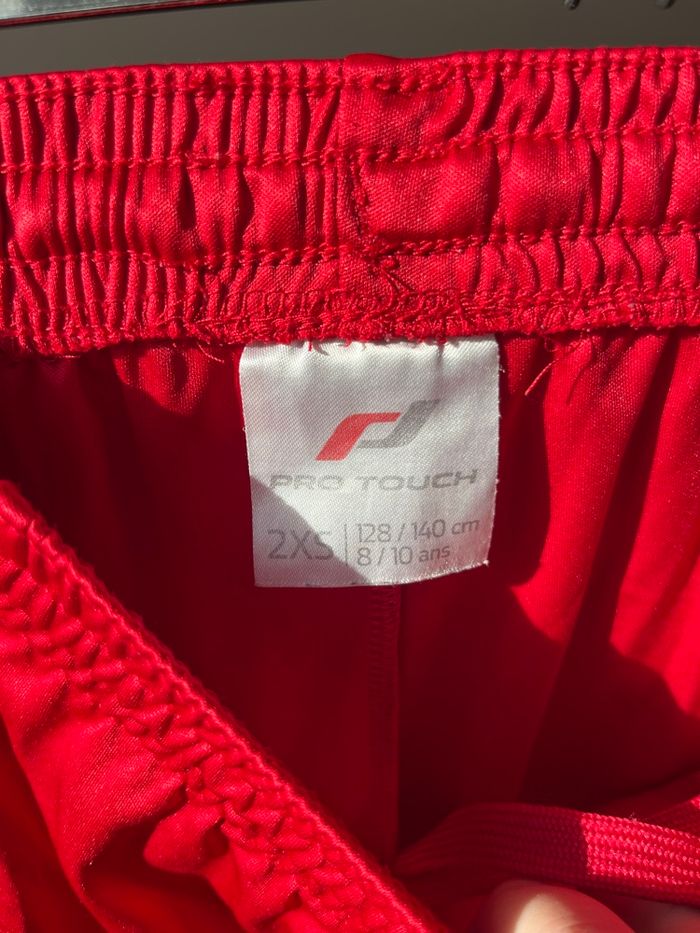 PRO TOUCH
2XS
128 / 140 cm
8 / 10 ans